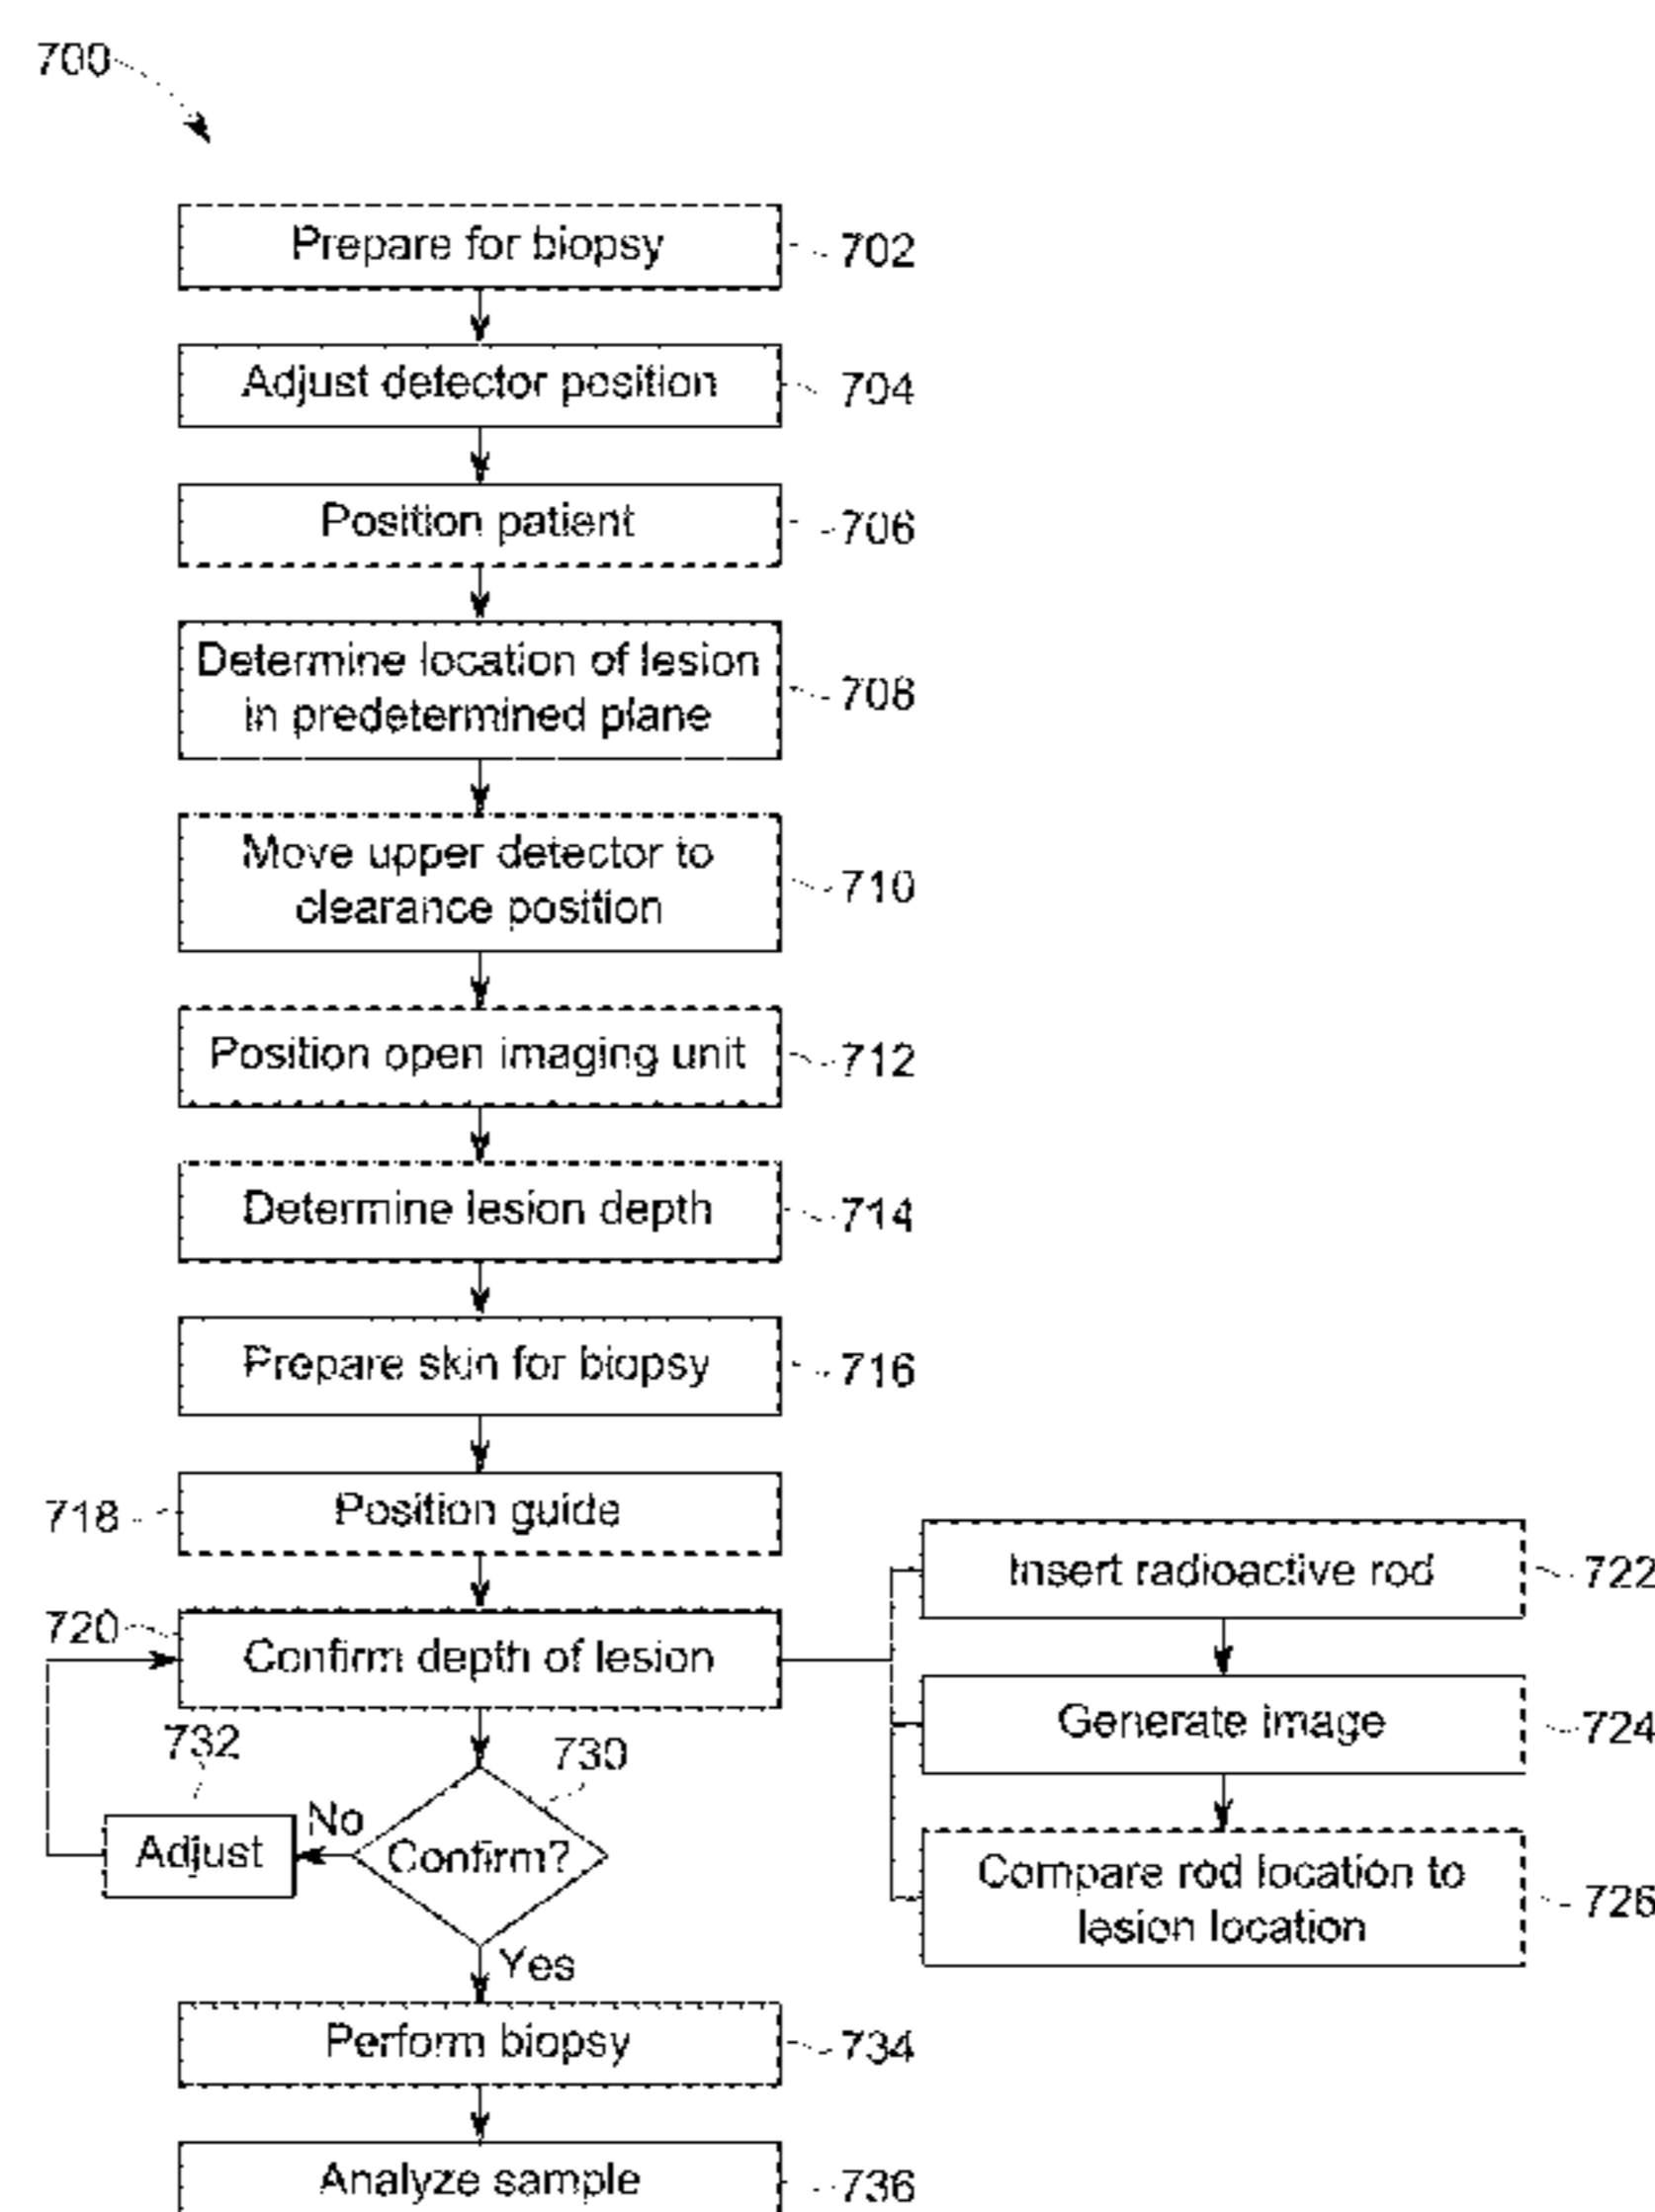 700
Prepare for biopsy
702
Adjust detector position
704
Position patient
706
Determine location of lesion
in predetermined plane
708
Move upper detector to
clearance position
710
Position open imaging unit
712
Determine lesion depth
714
Prepare skin for biopsy
716
718
Position guide
720
Confirm depth of lesion
Insert radioactive rod
722
Generate image
724
Compare rod location to
lesion location
726
732
730
Adjust
No
Confirm?
Yes
Perform biopsy
734
Analyze sample
736